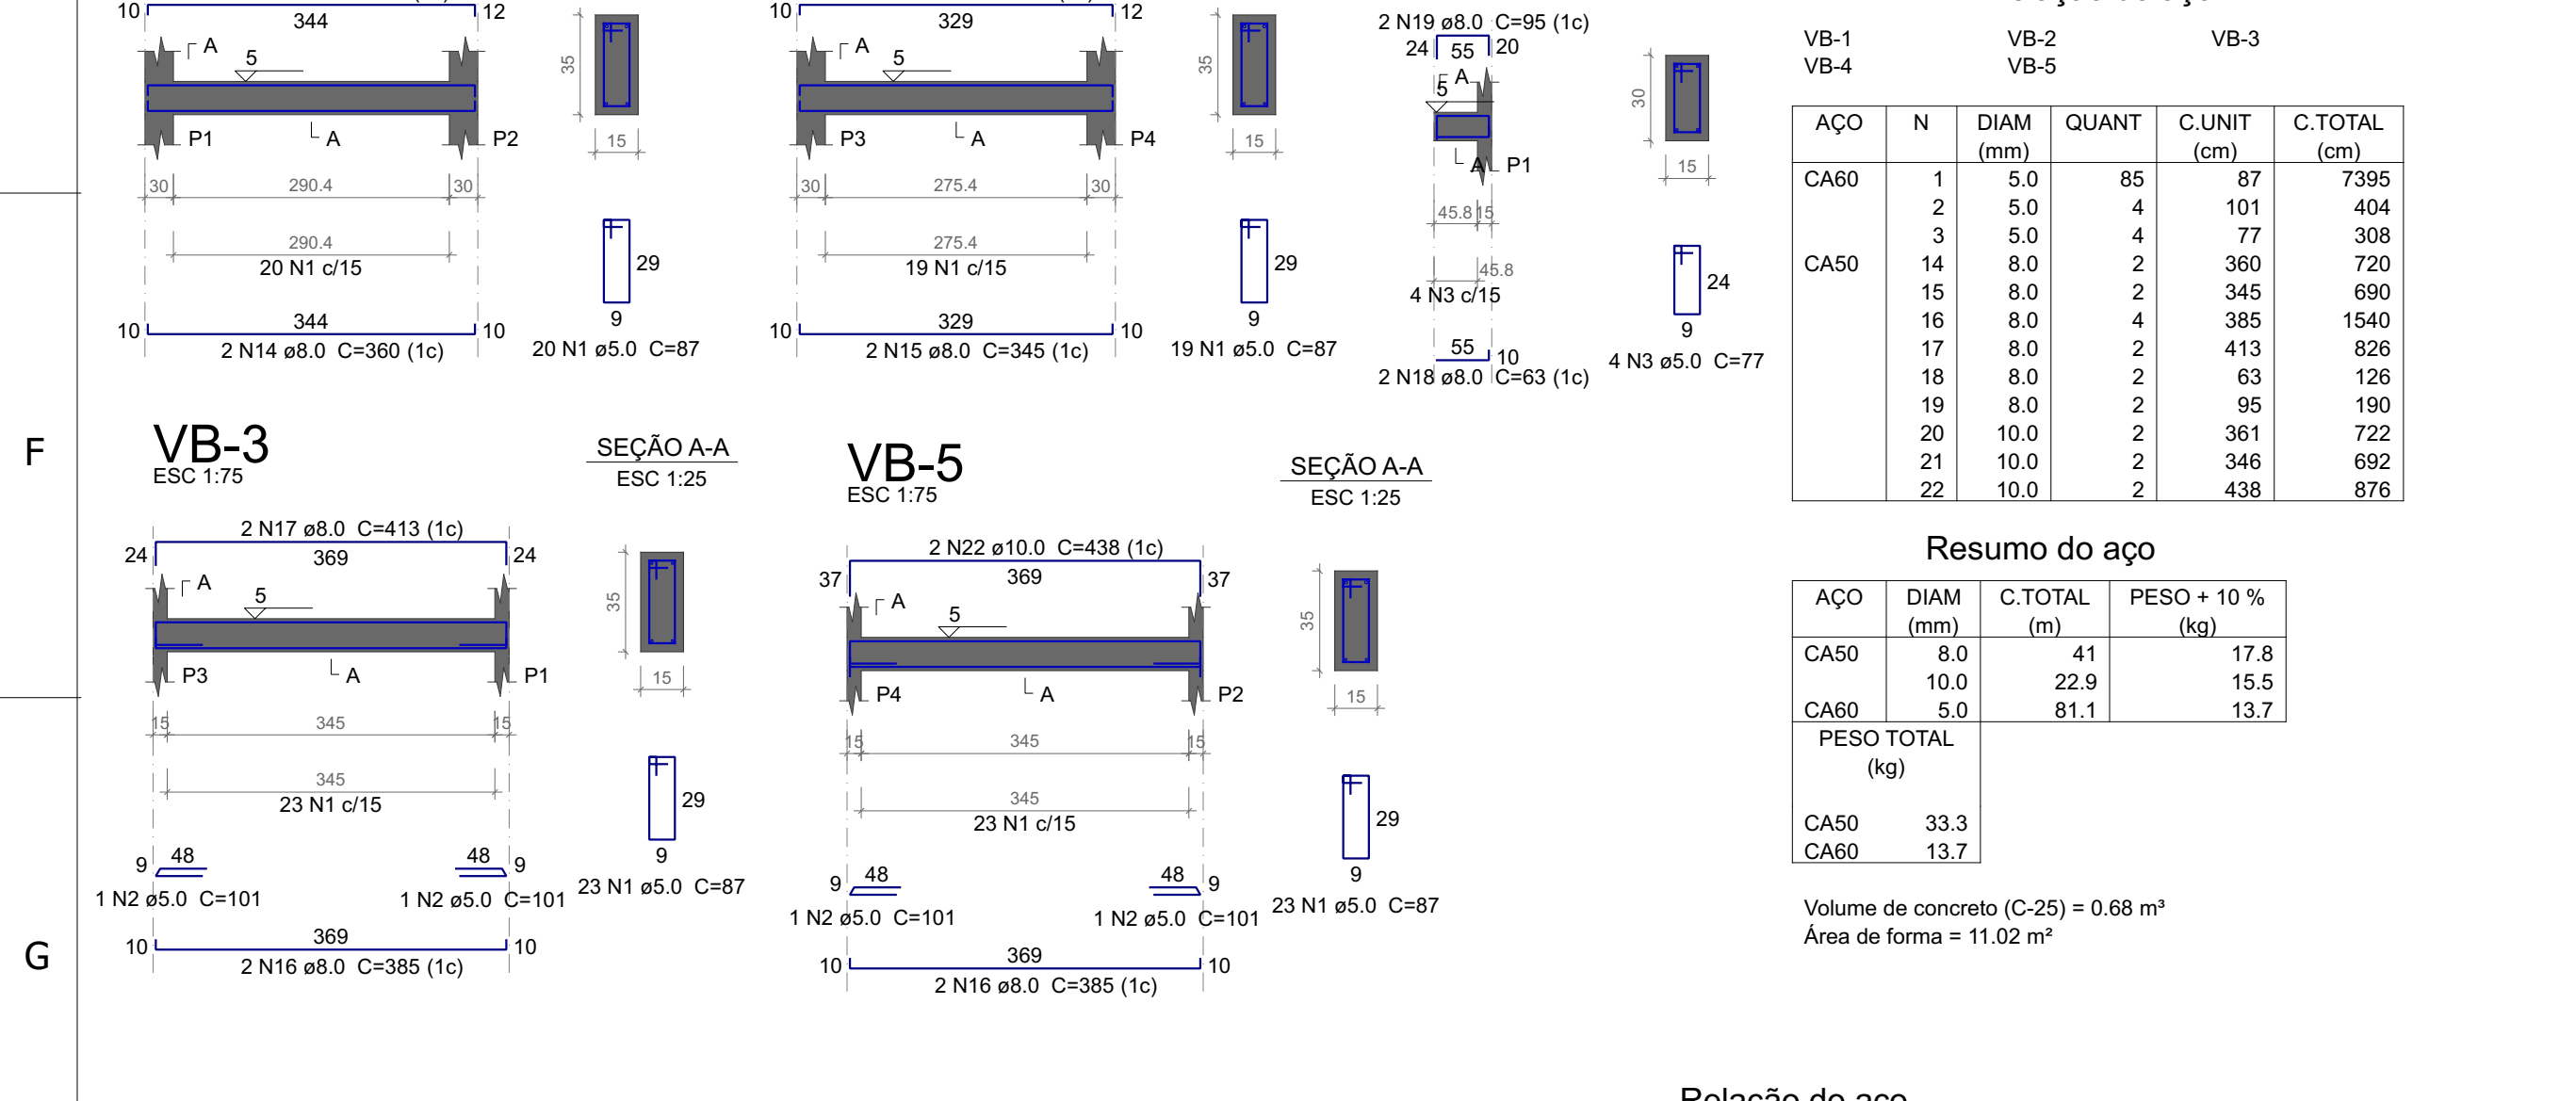 10
344
12
A
5
35
P1
A
P2
15
30
290.4
30
290.4
20 N1 c/15
29
9
20 N1 ø5.0 C=87
344
10
10
2 N14 ø8.0 C=360 (1c)
10
329
12
A
5
35
P3
A
P4
15
30
275.4
30
275.4
19 N1 c/15
29
9
19 N1 ø5.0 C=87
329
10
10
2 N15 ø8.0 C=345 (1c)
2 N19 ø8.0 C=95 (1c)
24
55
20
A
5
30
A
P1
15
45.8
15
45.8
4 N3 c/15
24
9
4 N3 ø5.0 C=77
55
10
2 N18 ø8.0 C=63 (1c)
F
VB-3
ESC 1:75
SEÇÃO A-A
ESC 1:25
2 N17 ø8.0 C=413 (1c)
24
369
24
A
5
35
P3
A
P1
15
15
345
15
345
23 N1 c/15
29
9
23 N1 ø5.0 C=87
9
48
48
9
1 N2 ø5.0 C=101
1 N2 ø5.0 C=101
369
10
10
2 N16 ø8.0 C=385 (1c)
G
VB-5
ESC 1:75
SEÇÃO A-A
ESC 1:25
2 N22 ø10.0 C=438 (1c)
37
369
37
A
5
35
P4
A
P2
15
15
345
15
345
23 N1 c/15
29
9
23 N1 ø5.0 C=87
9
48
48
9
1 N2 ø5.0 C=101
1 N2 ø5.0 C=101
369
10
10
2 N16 ø8.0 C=385 (1c)
VB-1 VB-2 VB-3
VB-4 VB-5
AÇO N DIAM QUANT C.UNIT C.TOTAL
(mm) (cm) (cm)
CA60 1 5.0 85 87 7395
2 5.0 4 101 404
3 5.0 4 77 308
CA50 14 8.0 2 360 720
15 8.0 2 345 690
16 8.0 4 385 1540
17 8.0 2 413 826
18 8.0 2 63 126
19 8.0 2 95 190
20 10.0 2 361 722
21 10.0 2 346 692
22 10.0 2 438 876
Resumo do aço
AÇO DIAM C.TOTAL PESO + 10 %
(mm) (m) (kg)
CA50 8.0 41 17.8
10.0 22.9 15.5
CA60 5.0 81.1 13.7
PESO TOTAL
(kg)
CA50 33.3
CA60 13.7
Volume de concreto (C-25) = 0.68 m³
Área de forma = 11.02 m²
Relação do aço